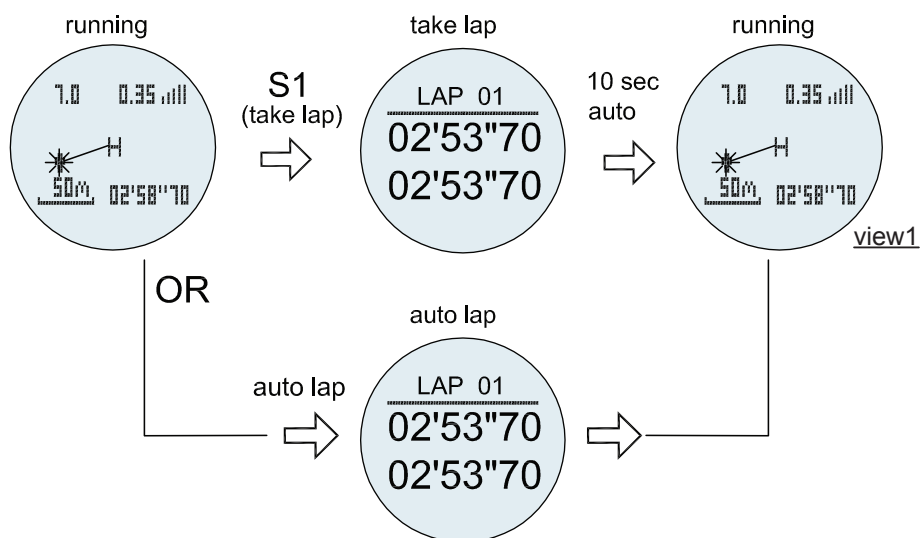 running
take lap
running
7.0 0.35
50m 02'58"70
S1
(take lap)
LAP 01
02'53"70
02'53"70
10 sec
auto
7.0 0.35
50m 02'58"70
view1
OR
auto lap
auto lap
LAP 01
02'53"70
02'53"70